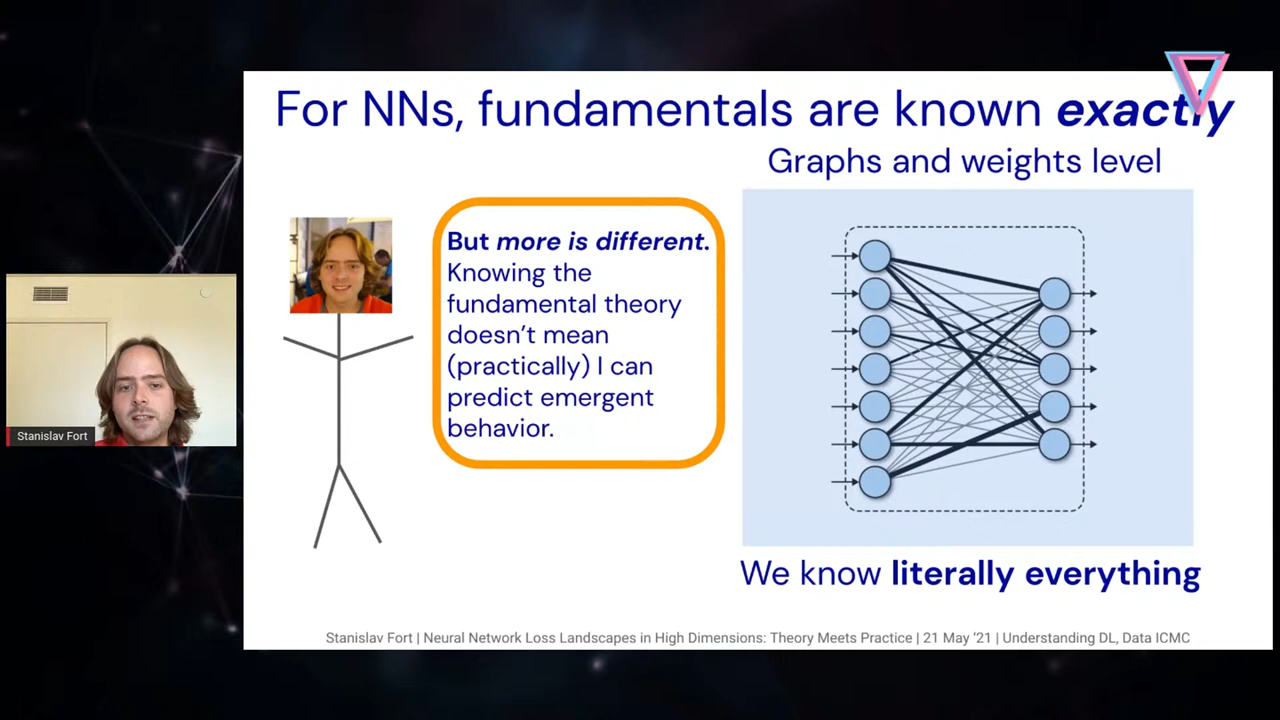 For NNs, fundamentals are known exactly
Graphs and weights level
But more is different.
Knowing the
fundamental theory
doesn't mean
(practically) I can
predict emergent
behavior.
We know literally everything
Stanislav Fort
Stanislav Fort | Neural Network Loss Landscapes in High Dimensions: Theory Meets Practice | 21 May '21 | Understanding DL, Data ICMC